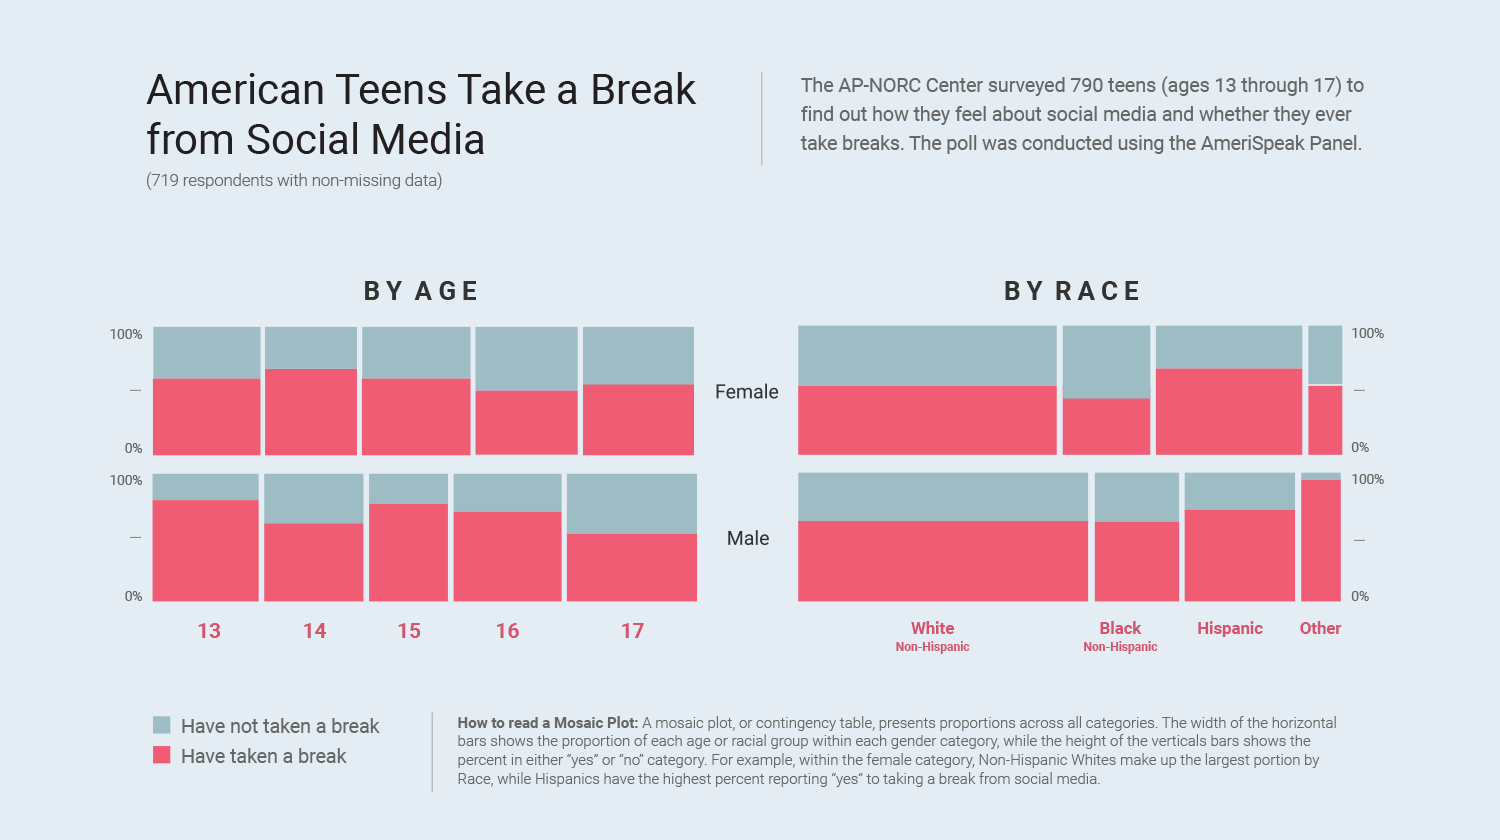 American Teens Take a Break
from Social Media
(719 respondents with non-missing data)
The AP-NORC Center surveyed 790 teens (ages 13 through 17) to
find out how they feel about social media and whether they ever
take breaks. The poll was conducted using the AmeriSpeak Panel.
BY AGE
BY RACE
100%
—
0%
Female
100%
—
0%
100%
—
0%
Male
100%
—
0%
13 14 15 16 17
White Black Hispanic Other
Non-Hispanic Non-Hispanic
Have not taken a break
Have taken a break
How to read a Mosaic Plot: A mosaic plot, or contingency table, presents proportions across all categories. The width of the horizontal
bars shows the proportion of each age or racial group within each gender category, while the height of the verticals bars shows the
percent in either “yes” or “no” category. For example, within the female category, Non-Hispanic Whites make up the largest portion by
Race, while Hispanics have the highest percent reporting “yes” to taking a break from social media.